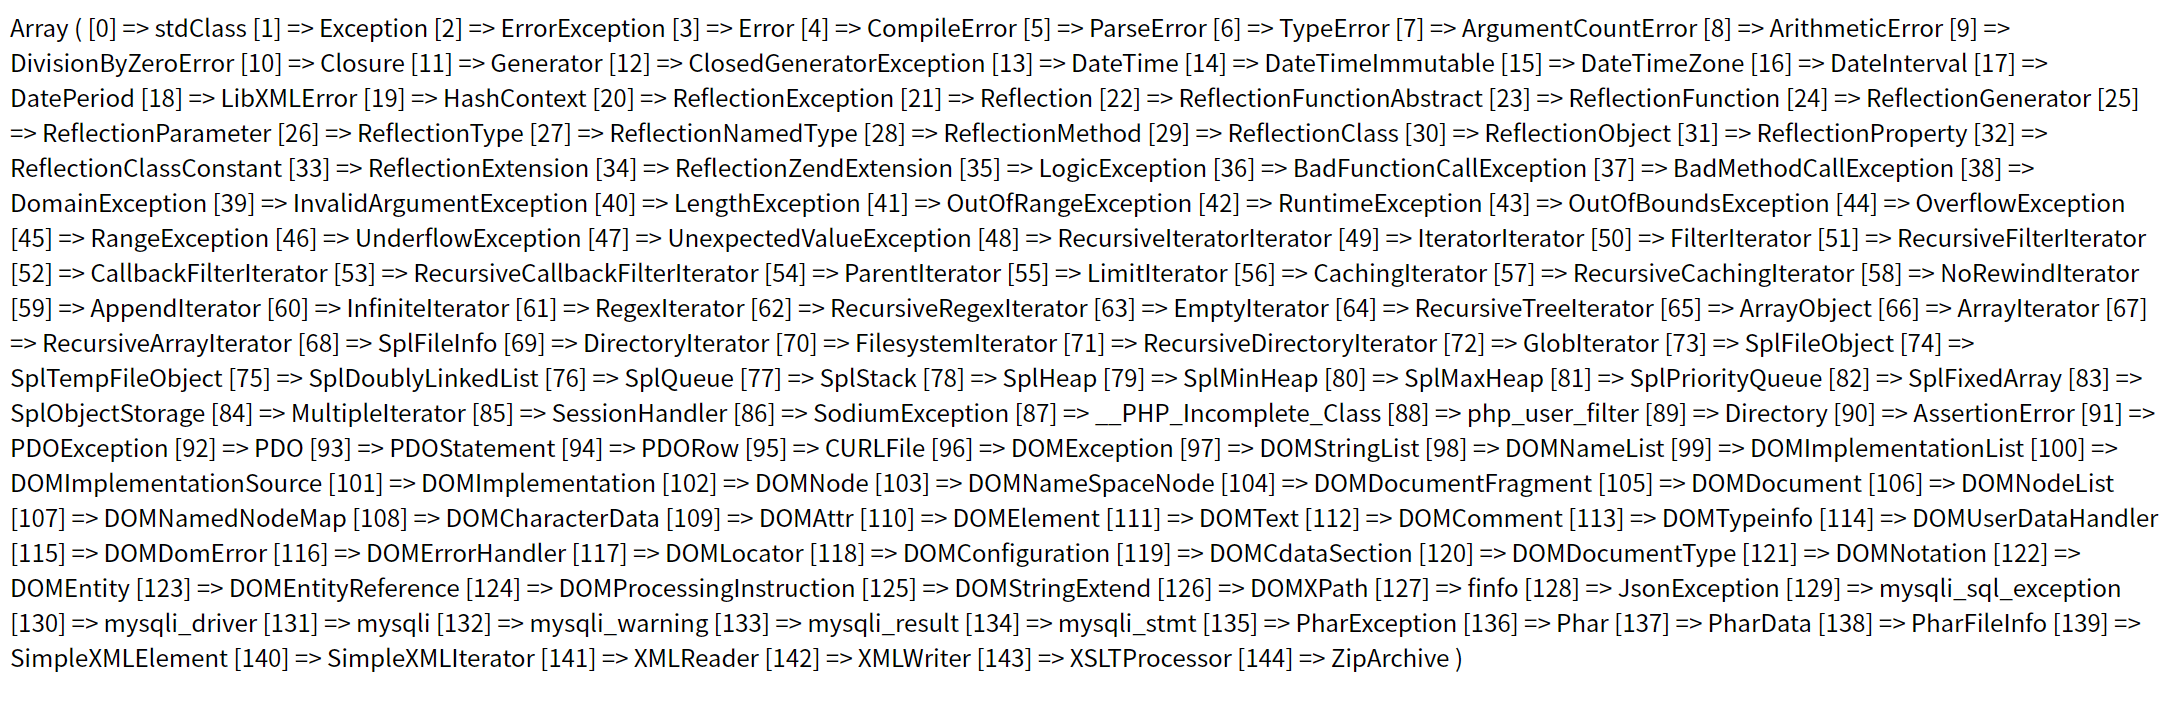 Array ( [0] => stdClass [1] => Exception [2] => ErrorException [3] => Error [4] => CompileError [5] => ParseError [6] => TypeError [7] => ArgumentCountError [8] => ArithmeticError [9] =>
DivisionByZeroError [10] => Closure [11] => Generator [12] => ClosedGeneratorException [13] => DateTime [14] => DateTimeImmutable [15] => DateTimeZone [16] => DateInterval [17] =>
DatePeriod [18] => LibXMLError [19] => HashContext [20] => ReflectionException [21] => Reflection [22] => ReflectionFunctionAbstract [23] => ReflectionFunction [24] => ReflectionGenerator [25]
=> ReflectionParameter [26] => ReflectionType [27] => ReflectionNamedType [28] => ReflectionMethod [29] => ReflectionClass [30] => ReflectionObject [31] => ReflectionProperty [32] =>
ReflectionClassConstant [33] => ReflectionExtension [34] => ReflectionZendExtension [35] => LogicException [36] => BadFunctionCallException [37] => BadMethodCallException [38] =>
DomainException [39] => InvalidArgumentException [40] => LengthException [41] => OutOfRangeException [42] => RuntimeException [43] => OutOfBoundsException [44] => OverflowException
[45] => RangeException [46] => UnderflowException [47] => UnexpectedValueException [48] => RecursiveIteratorIterator [49] => IteratorIterator [50] => FilterIterator [51] => RecursiveFilterIterator
[52] => CallbackFilterIterator [53] => RecursiveCallbackFilterIterator [54] => ParentIterator [55] => LimitIterator [56] => CachingIterator [57] => RecursiveCachingIterator [58] => NoRewindIterator
[59] => AppendIterator [60] => InfiniteIterator [61] => RegexIterator [62] => RecursiveRegexIterator [63] => EmptyIterator [64] => RecursiveTreeIterator [65] => ArrayObject [66] => ArrayIterator [67]
=> RecursiveArrayIterator [68] => SplFileInfo [69] => DirectoryIterator [70] => FilesystemIterator [71] => RecursiveDirectoryIterator [72] => GlobIterator [73] => SplFileObject [74] =>
SplTempFileObject [75] => SplDoublyLinkedList [76] => SplQueue [77] => SplStack [78] => SplHeap [79] => SplMinHeap [80] => SplMaxHeap [81] => SplPriorityQueue [82] => SplFixedArray [83] =>
SplObjectStorage [84] => MultipleIterator [85] => SessionHandler [86] => SodiumException [87] => __PHP_Incomplete_Class [88] => php_user_filter [89] => Directory [90] => AssertionError [91] =>
PDOException [92] => PDO [93] => PDOStatement [94] => PDORow [95] => CURLFile [96] => DOMException [97] => DOMStringList [98] => DOMNameList [99] => DOMImplementationList [100] =>
DOMImplementationSource [101] => DOMImplementation [102] => DOMNode [103] => DOMNameSpaceNode [104] => DOMDocumentFragment [105] => DOMDocument [106] => DOMNodeList
[107] => DOMNamedNodeMap [108] => DOMCharacterData [109] => DOMAttr [110] => DOMElement [111] => DOMText [112] => DOMComment [113] => DOMTypeinfo [114] => DOMUserDataHandler
[115] => DOMDomError [116] => DOMErrorHandler [117] => DOMLocator [118] => DOMConfiguration [119] => DOMCdataSection [120] => DOMDocumentType [121] => DOMNotation [122] =>
DOMEntity [123] => DOMEntityReference [124] => DOMProcessingInstruction [125] => DOMStringExtend [126] => DOMXPath [127] => finfo [128] => JsonException [129] => mysqli_sql_exception
[130] => mysqli_driver [131] => mysqli [132] => mysqli_warning [133] => mysqli_result [134] => mysqli_stmt [135] => PharException [136] => Phar [137] => PharData [138] => PharFileInfo [139] =>
SimpleXMLElement [140] => SimpleXMLIterator [141] => XMLReader [142] => XMLWriter [143] => XSLTProcessor [144] => ZipArchive )